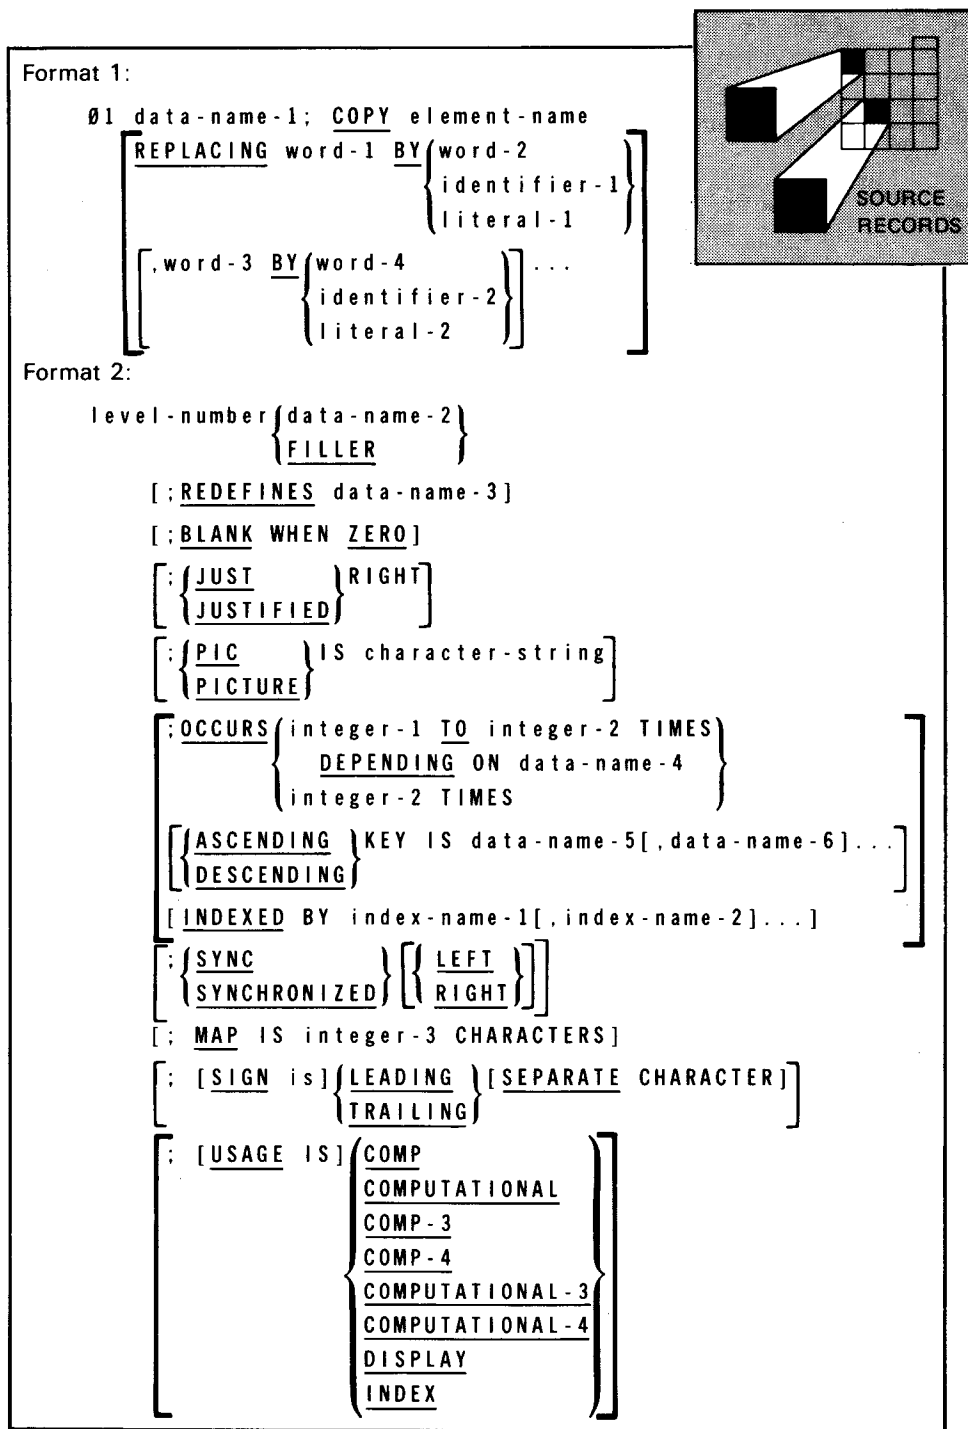 Format 1:
Ø1 data-name-1; COPY element-name
REPLACING word-1 BY word-2
identifier-1
literal-1
,word-3 BY word-4 ...
identifier-2
literal-2
SOURCE
RECORDS
Format 2:
level-number data-name-2
FILLER
[;REDEFINES data-name-3]
[;BLANK WHEN ZERO]
[;{JUST }RIGHT]
JUSTIFIED
[;{PIC }IS character-string]
PICTURE
[;OCCURS{integer-1 TO integer-2 TIMES
DEPENDING ON data-name-4
integer-2 TIMES}
[{ASCENDING }KEY IS data-name-5[,data-name-6]...]
DESCENDING
[INDEXED BY index-name-1[,index-name-2]...]]
[;{SYNC } [{LEFT }]]
SYNCHRONIZED RIGHT
[; MAP IS integer-3 CHARACTERS]
[; [SIGN is]{LEADING }[SEPARATE CHARACTER]]
TRAILING
[; [USAGE IS]{COMP
COMPUTATIONAL
COMP-3
COMP-4
COMPUTATIONAL-3
COMPUTATIONAL-4
DISPLAY
INDEX}]